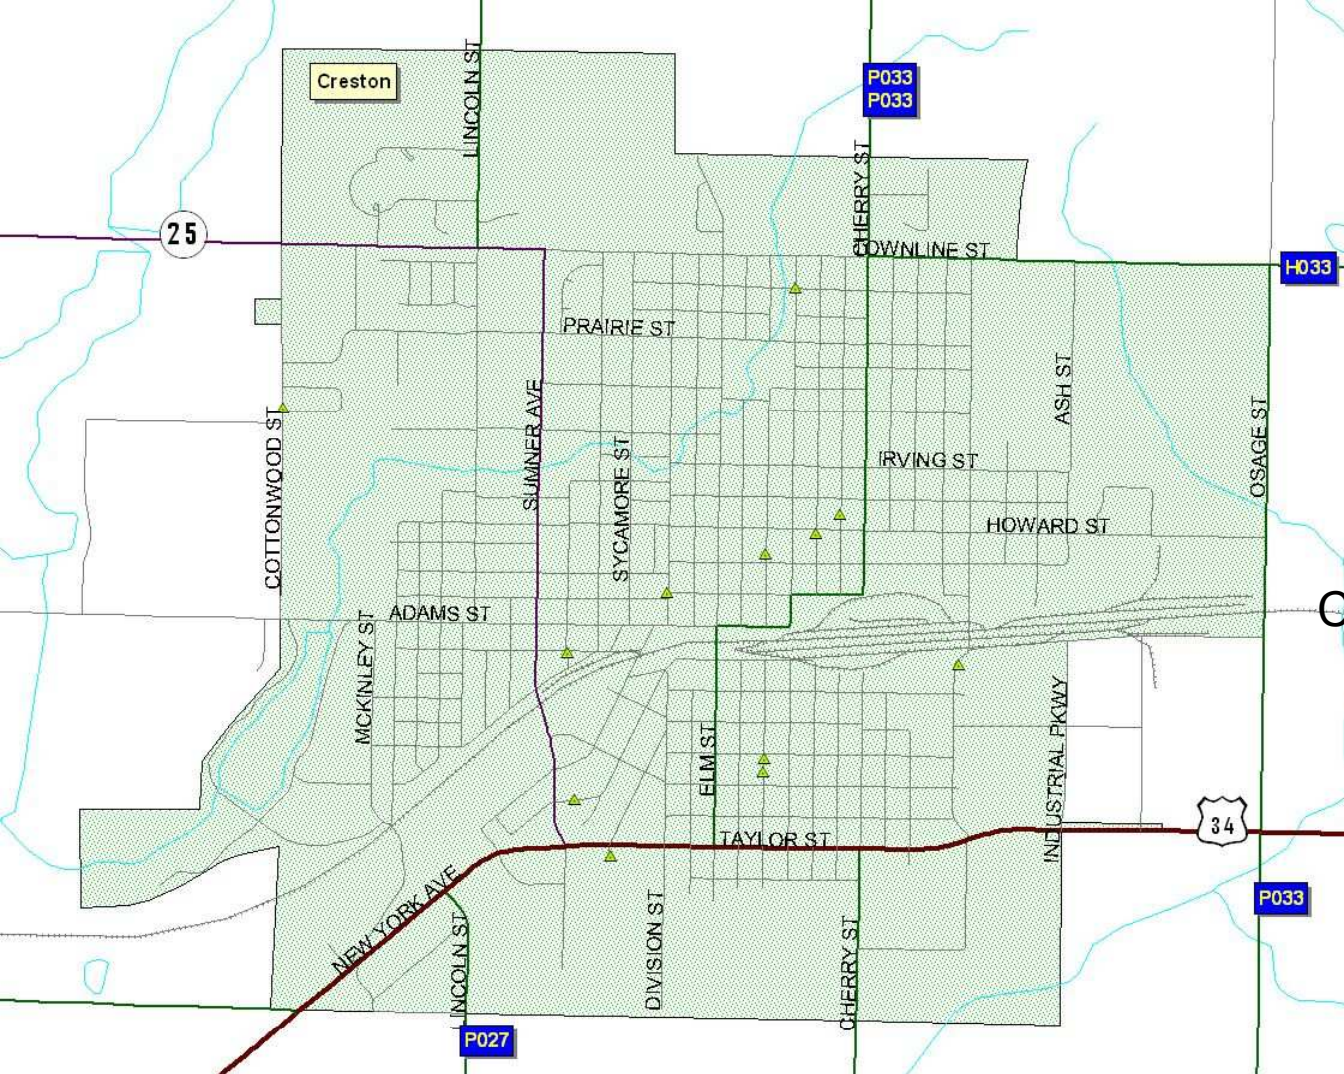 Creston
LINCOLN ST
P033
P033
CHERRY ST
25
COWNLINE ST
H033
PRAIRIE ST
ASH ST
SUMNER AVE
OSAGE ST
COTTONWOOD ST
SYCAMORE ST
IRVING ST
HOWARD ST
ADAMS ST
MCKINLEY ST
C
ELM ST
INDUSTRIAL PKWY
34
TAYLOR ST
NEW YORK AVE
P033
LINCOLN ST
DIVISION ST
CHERRY ST
P027